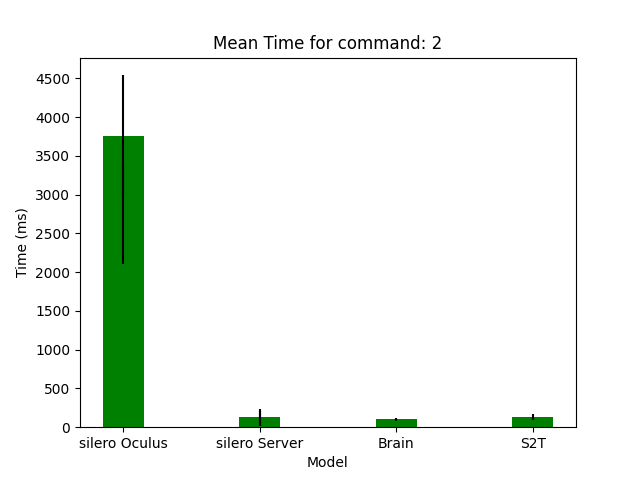 Mean Time for command: 2
Time (ms)
4500
4000
3500
3000
2500
2000
1500
1000
500
0
silero Oculus
silero Server
Brain
S2T
Model